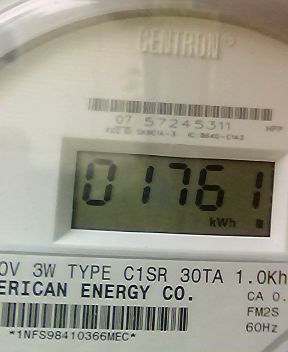 CENTRON®
07 57245311
01761
kWh
0V 3W TYPE C1SR 30TA 1.0Kh
ERICAN ENERGY CO.
CA 0.
FM2S
60Hz
*1NFS98410366MEC*